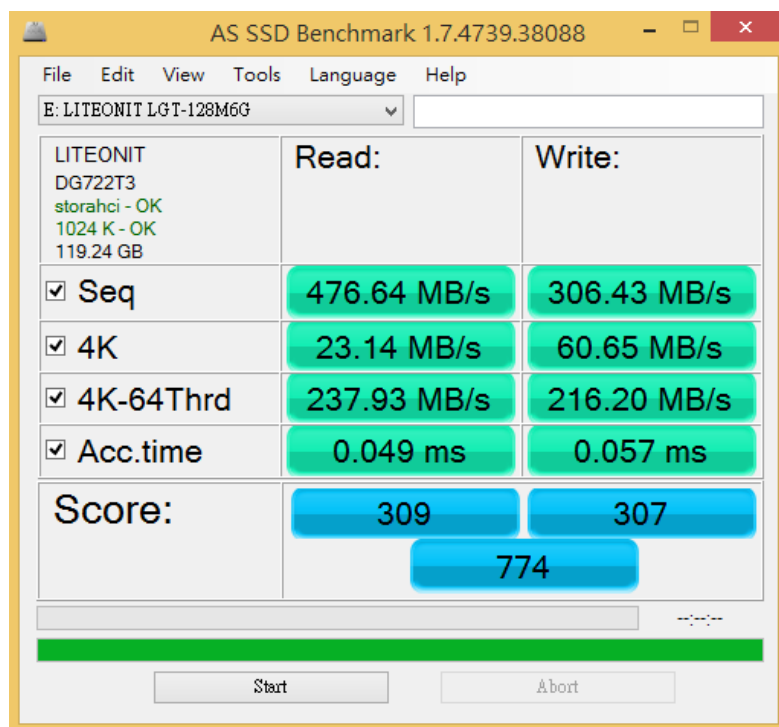 AS SSD Benchmark 1.7.4739.38088
File Edit View Tools Language Help
E: LITEONIT LGT-128M6G
LITEONIT
DG722T3
storahci - OK
1024 K - OK
119.24 GB
Read: Write:
Seq 476.64 MB/s 306.43 MB/s
4K 23.14 MB/s 60.65 MB/s
4K-64Thrd 237.93 MB/s 216.20 MB/s
Acc.time 0.049 ms 0.057 ms
Score: 309 307
774
--:--:--
Start Abort